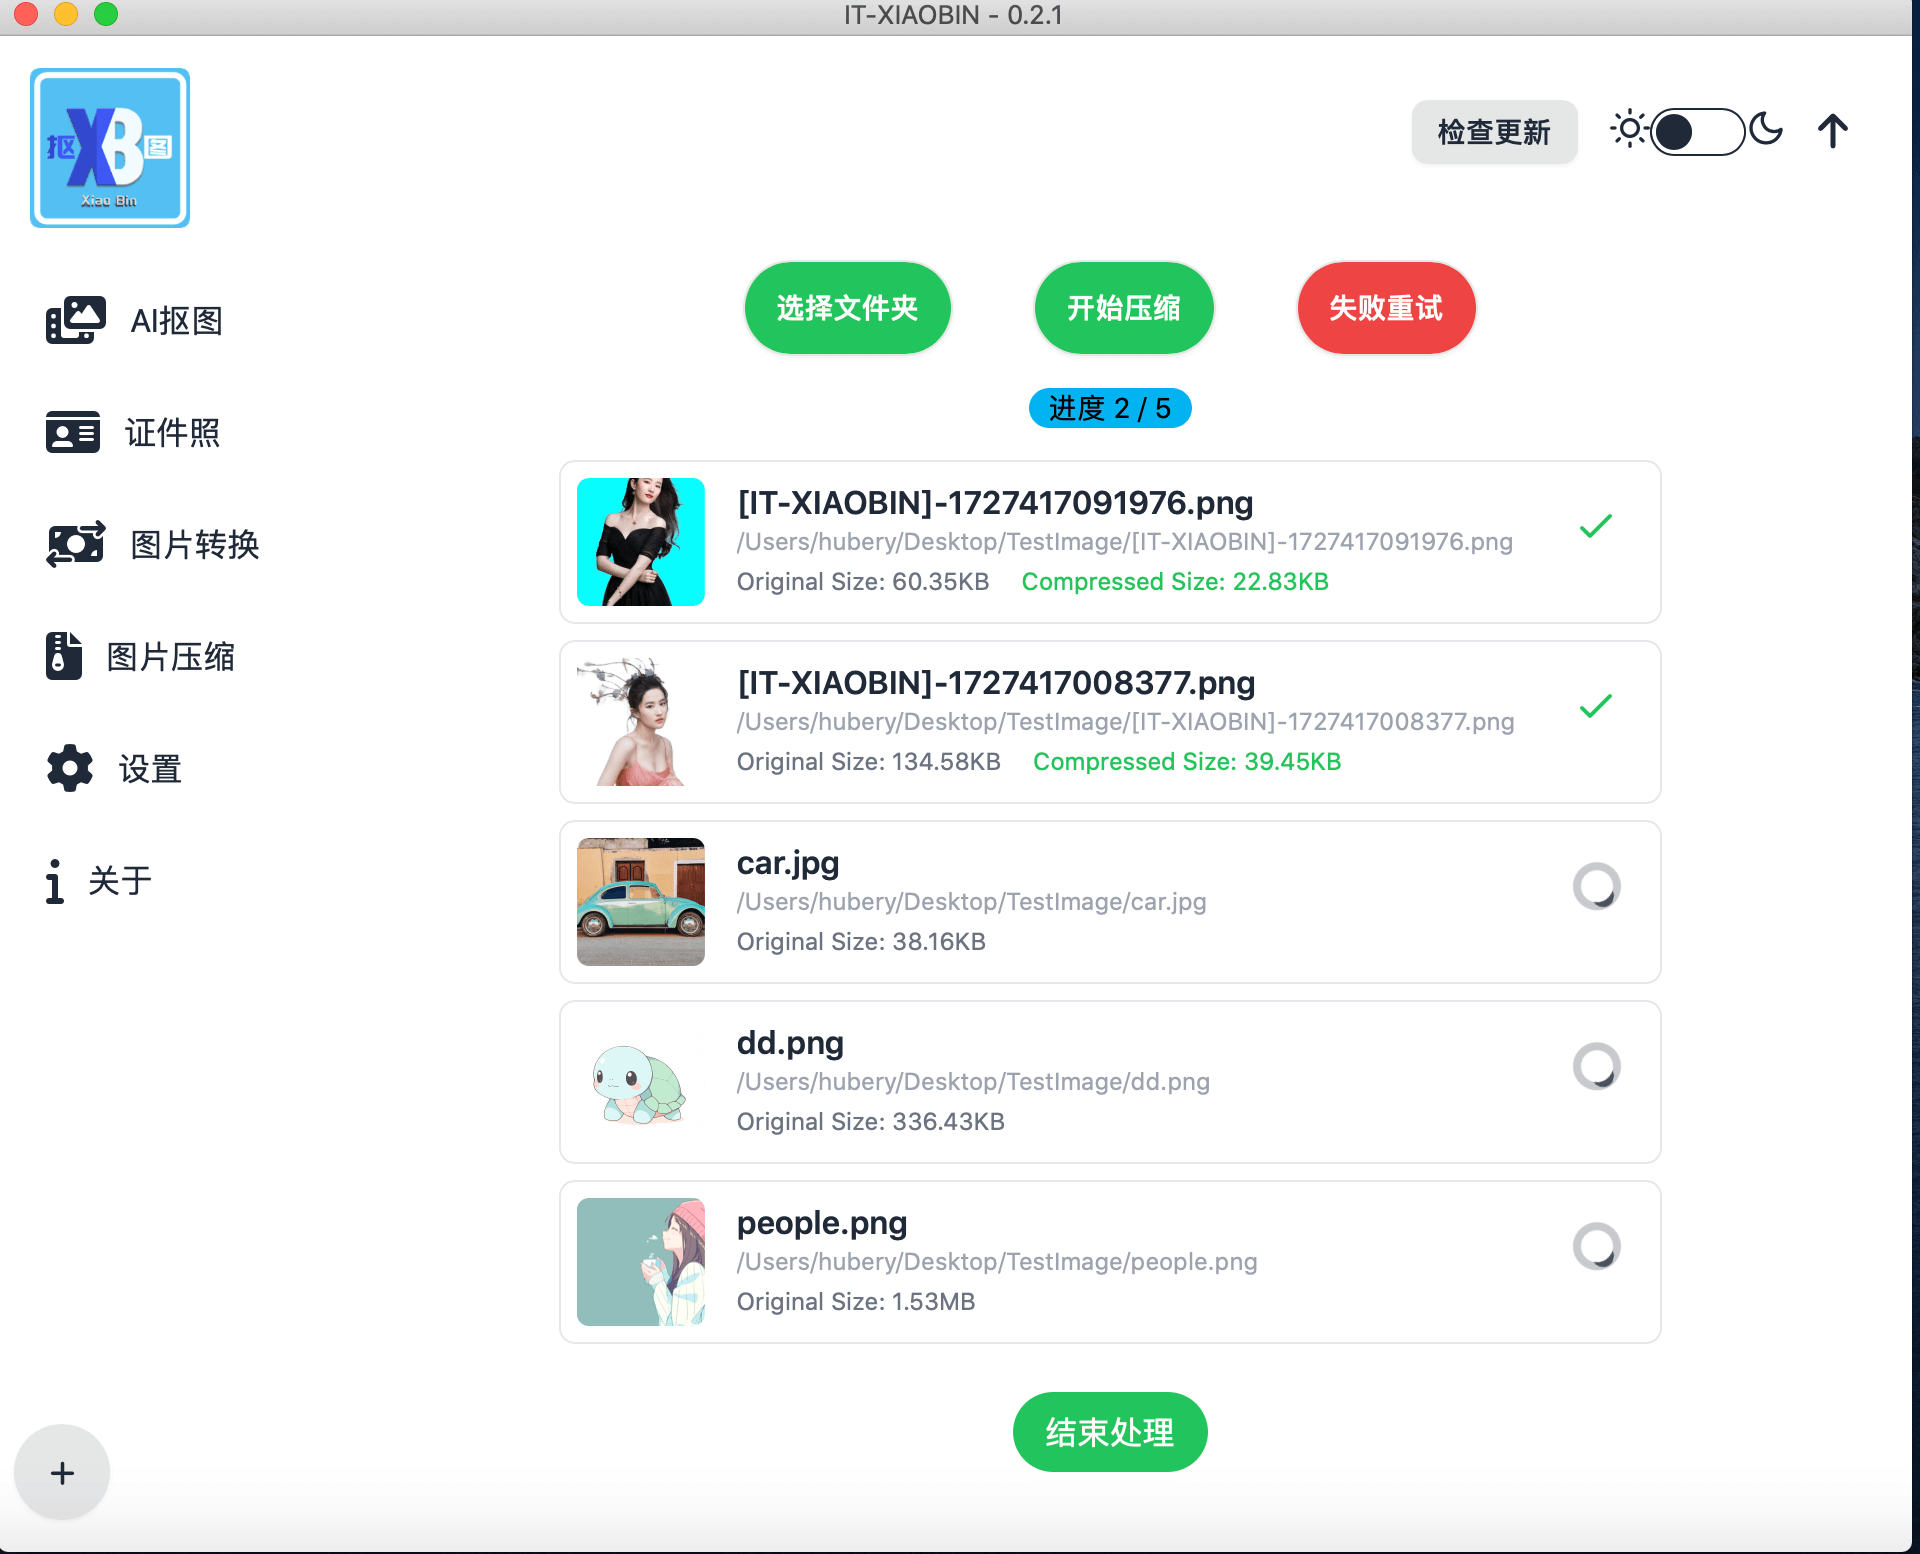 IT-XIAOBIN - 0.2.1
抠XB图
Xiao Bin
检查更新
AI抠图
证件照
图片转换
图片压缩
设置
关于
选择文件夹
开始压缩
失败重试
进度 2 / 5
[IT-XIAOBIN]-1727417091976.png
/Users/hubery/Desktop/TestImage/[IT-XIAOBIN]-1727417091976.png
Original Size: 60.35KB Compressed Size: 22.83KB
[IT-XIAOBIN]-1727417008377.png
/Users/hubery/Desktop/TestImage/[IT-XIAOBIN]-1727417008377.png
Original Size: 134.58KB Compressed Size: 39.45KB
car.jpg
/Users/hubery/Desktop/TestImage/car.jpg
Original Size: 38.16KB
dd.png
/Users/hubery/Desktop/TestImage/dd.png
Original Size: 336.43KB
people.png
/Users/hubery/Desktop/TestImage/people.png
Original Size: 1.53MB
结束处理
+